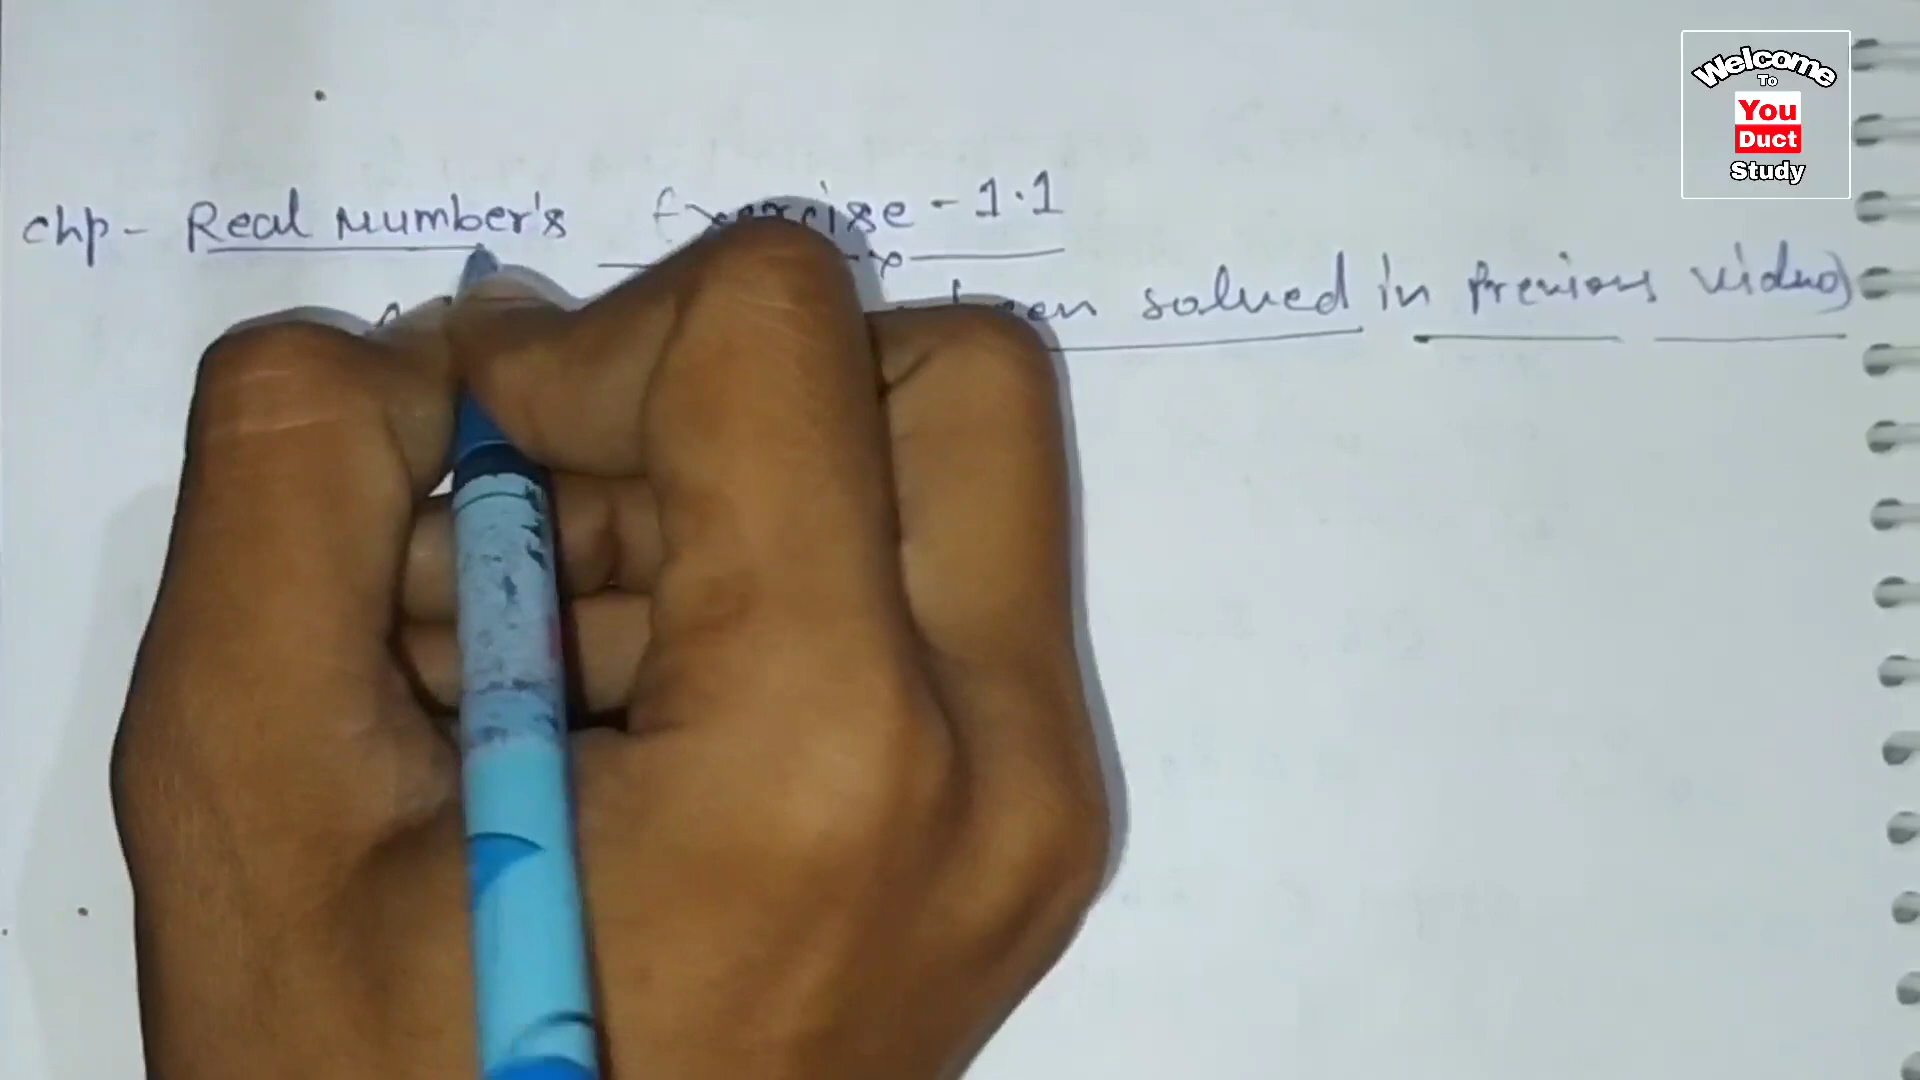 Welcome
To
You
Duct
Study
chp - Real Number's Exercise - 1.1
solved in Previous video)